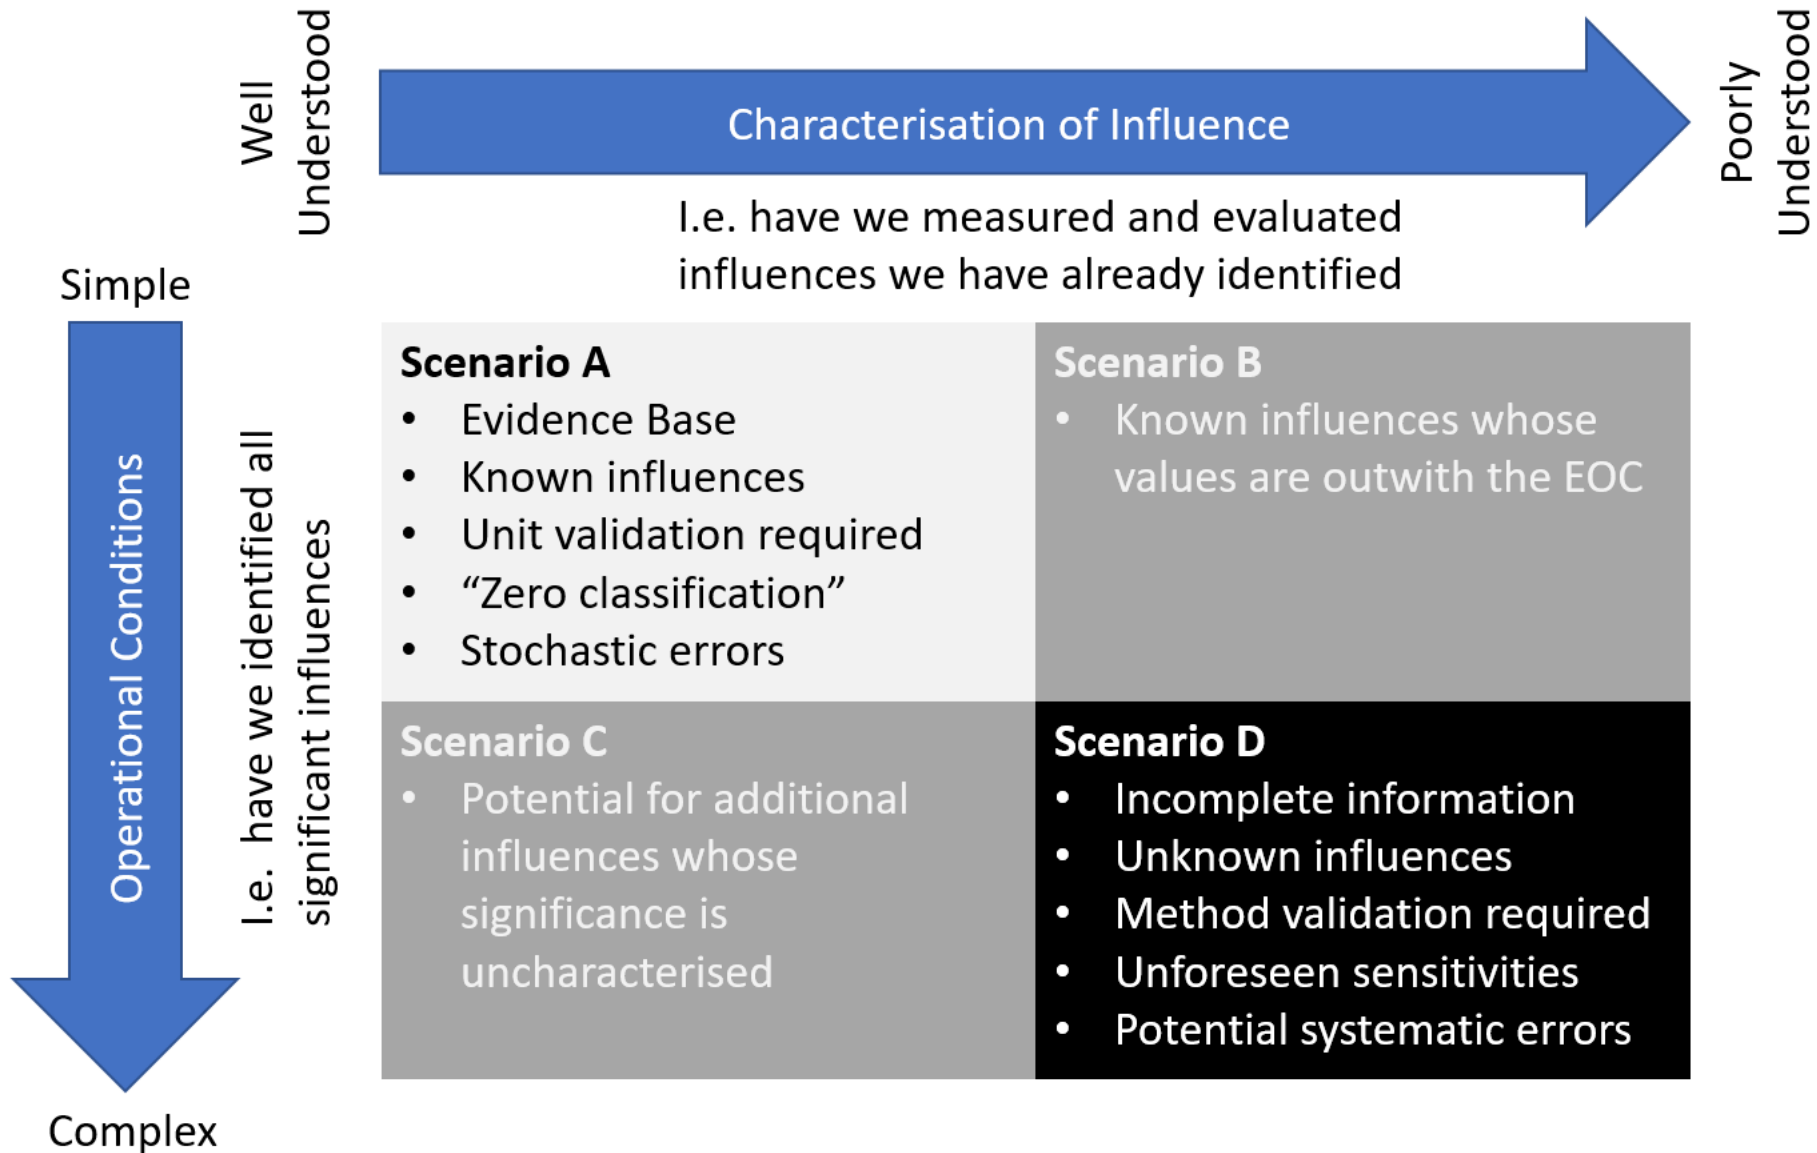 Well
Understood
Characterisation of Influence
Poorly
Understood
I.e. have we measured and evaluated
influences we have already identified
Simple
Operational Conditions
Complex
I.e.  have we identified all
significant influences
Scenario A
• Evidence Base
• Known influences
• Unit validation required
• “Zero classification”
• Stochastic errors
Scenario B
• Known influences whose
values are outwith the EOC
Scenario C
• Potential for additional
influences whose
significance is
uncharacterised
Scenario D
• Incomplete information
• Unknown influences
• Method validation required
• Unforeseen sensitivities
• Potential systematic errors